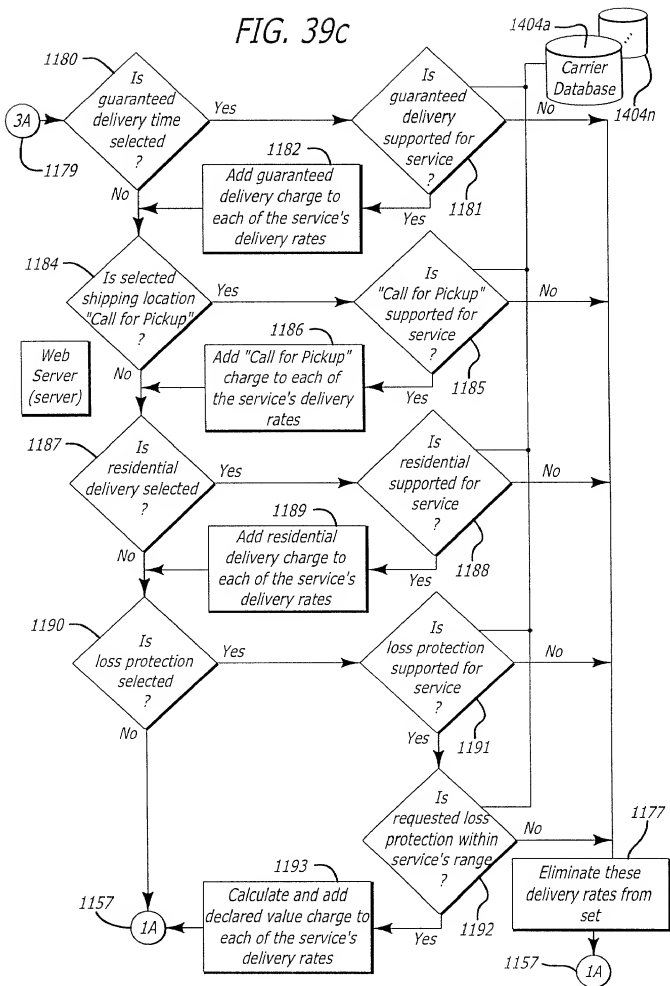 FIG. 39c
1404a
Carrier
Database
1404n
1180
Is
guaranteed
delivery time
selected
?
3A
1179
Yes
No
Is
guaranteed
delivery
supported for
service
?
1181
No
Yes
1182
Add guaranteed
delivery charge to
each of the service's
delivery rates
1184
Is selected
shipping location
"Call for Pickup"
?
Yes
No
Is
"Call for Pickup"
supported for
service
?
1185
No
Yes
1186
Add "Call for Pickup"
charge to each of
the service's delivery
rates
Web
Server
(server)
1187
Is
residential
delivery selected
?
Yes
No
Is
residential
supported for
service
?
1188
No
Yes
1189
Add residential
delivery charge to
each of the service's
delivery rates
1190
Is
loss protection
selected
?
Yes
No
Is
loss protection
supported for
service
?
1191
No
Yes
Is
requested loss
protection within
service's range
?
1192
No
Yes
1193
Calculate and add
declared value charge to
each of the service's
delivery rates
1157
1A
1177
Eliminate these
delivery rates from
set
1157
1A